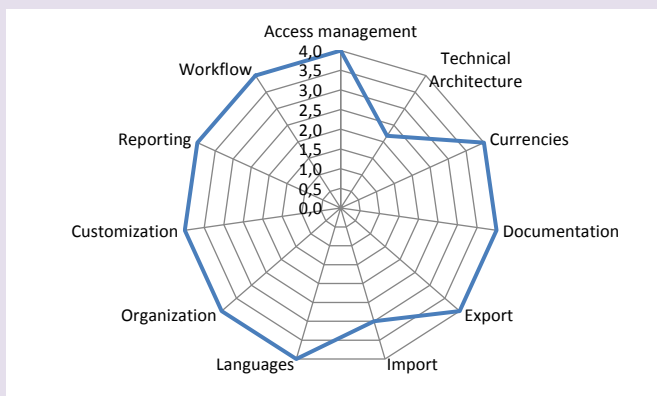 Access management
4,0
3,5
3,0
2,5
2,0
1,5
1,0
0,5
0,0
Technical
Architecture
Currencies
Documentation
Export
Import
Languages
Organization
Customization
Reporting
Workflow